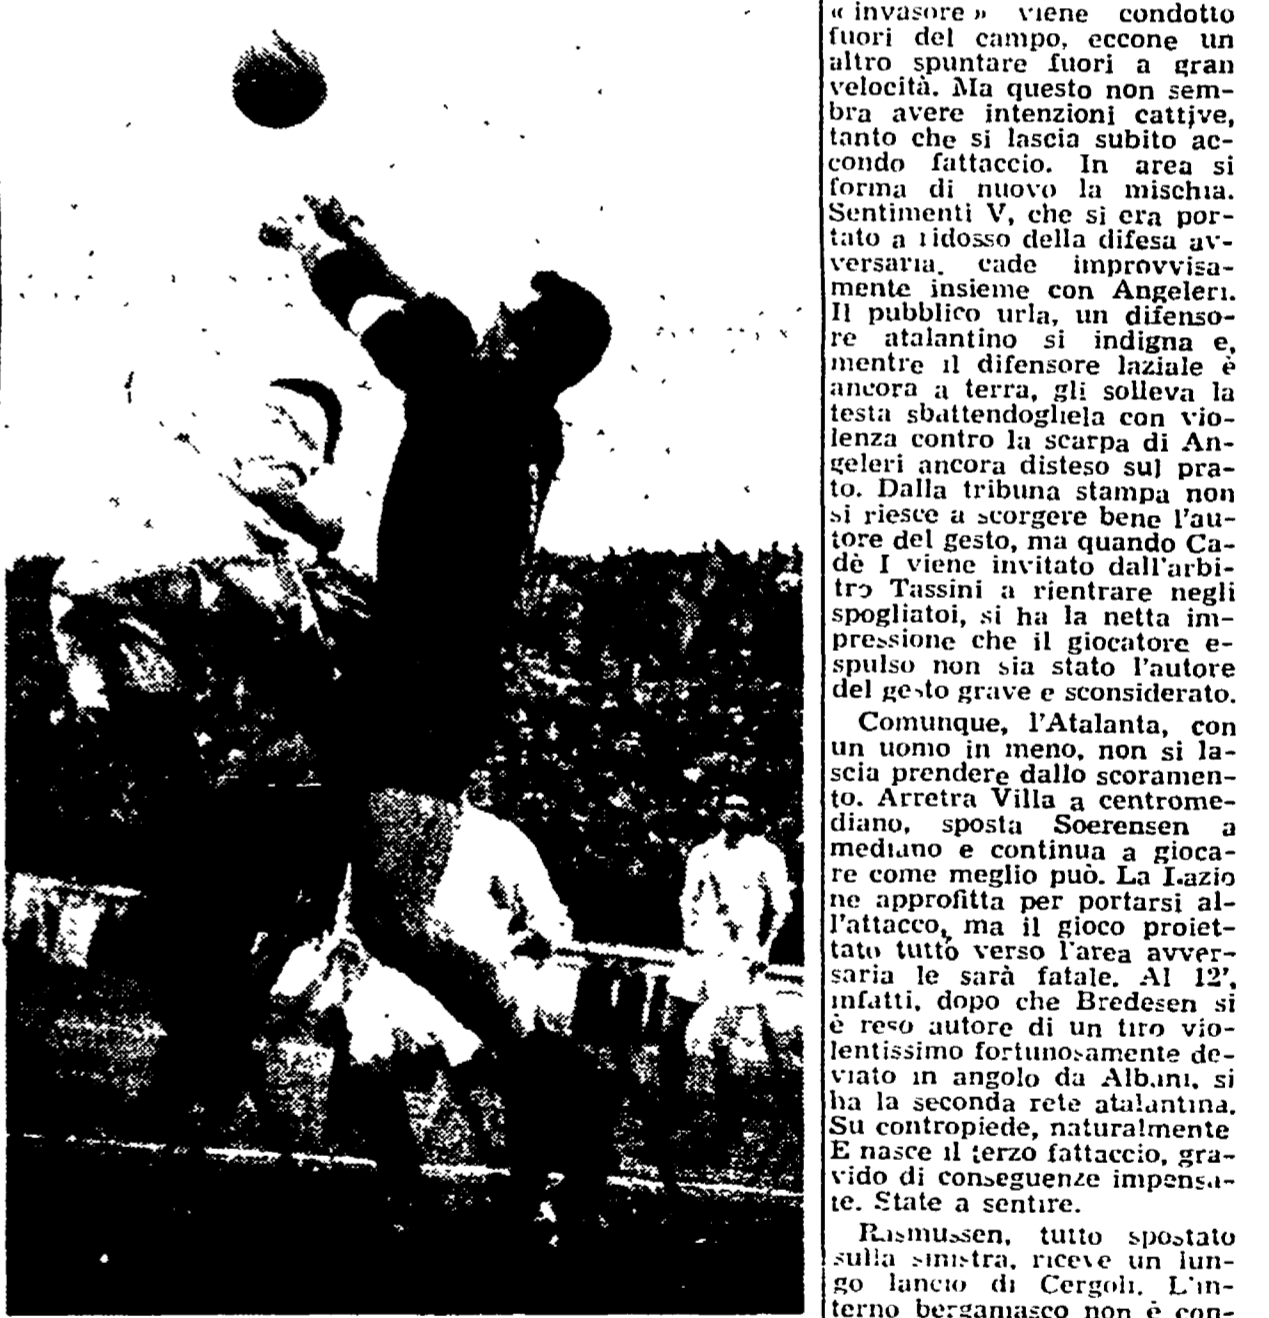 « invasore » viene condotto
fuori del campo, eccone un
altro spuntare fuori a gran
velocità. Ma questo non sem-
bra avere intenzioni cattive,
tanto che si lascia subito ac-
condo fattaccio. In area si
forma di nuovo la mischia.
Sentimenti V, che si era por-
tato a ridosso della difesa av-
versaria, cade improvvisa-
mente insieme con Angeleri.
Il pubblico urla, un difenso-
re atalantino si indigna e,
mentre il difensore laziale è
ancora a terra, gli solleva la
testa sbattendogliela con vio-
lenza contro la scarpa di An-
geleri ancora disteso sul pra-
to. Dalla tribuna stampa non
si riesce a scorgere bene l'au-
tore del gesto, ma quando Ca-
dè I viene invitato dall'arbi-
tro Tassini a rientrare negli
spogliatoi, si ha la netta im-
pressione che il giocatore e-
spulso non sia stato l'autore
del gesto grave e sconsiderato.
Comunque, l'Atalanta, con
un uomo in meno, non si la-
scia prendere dallo scoramen-
to. Arretra Villa a centrome-
diano, sposta Soerensen a
mediano e continua a gioca-
re come meglio può. La Lazio
ne approfitta per portarsi al-
l'attacco, ma il gioco proiet-
tato tutto verso l'area avver-
saria le sarà fatale. Al 12',
infatti, dopo che Bredesen si
è reso autore di un tiro vio-
lentissimo fortunosamente de-
viato in angolo da Albani, si
ha la seconda rete atalantina.
Su contropiede, naturalmente
E nasce il terzo fattaccio, gra-
vido di conseguenze impensa-
te. State a sentire.
Rasmussen, tutto spostato
sulla sinistra, riceve un lun-
go lancio di Cergoli. L'in-
terno bergamasco non è con-